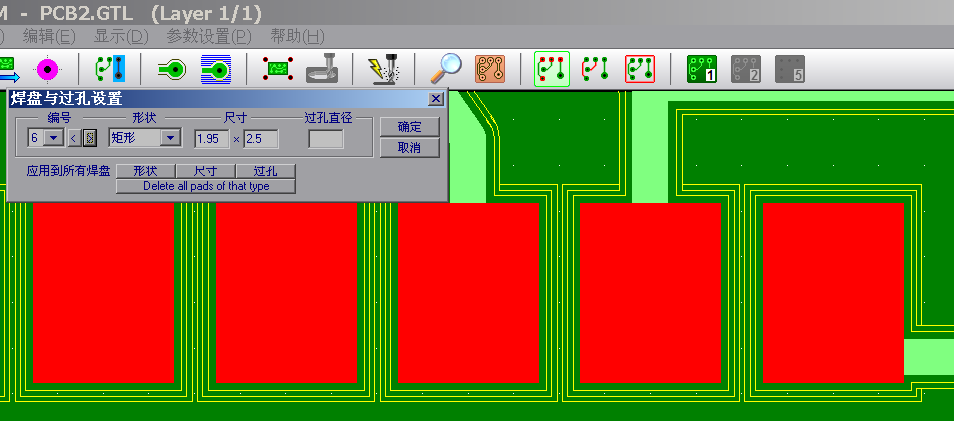 M - PCB2.GTL (Layer 1/1)
) 编辑(E) 显示(D) 参数设置(P) 帮助(H)
1 2 5
焊盘与过孔设置
编号 形状 尺寸 过孔直径
6 < 矩形 1.95 × 2.5
确定
取消
应用到所有焊盘 形状 尺寸 过孔
Delete all pads of that type